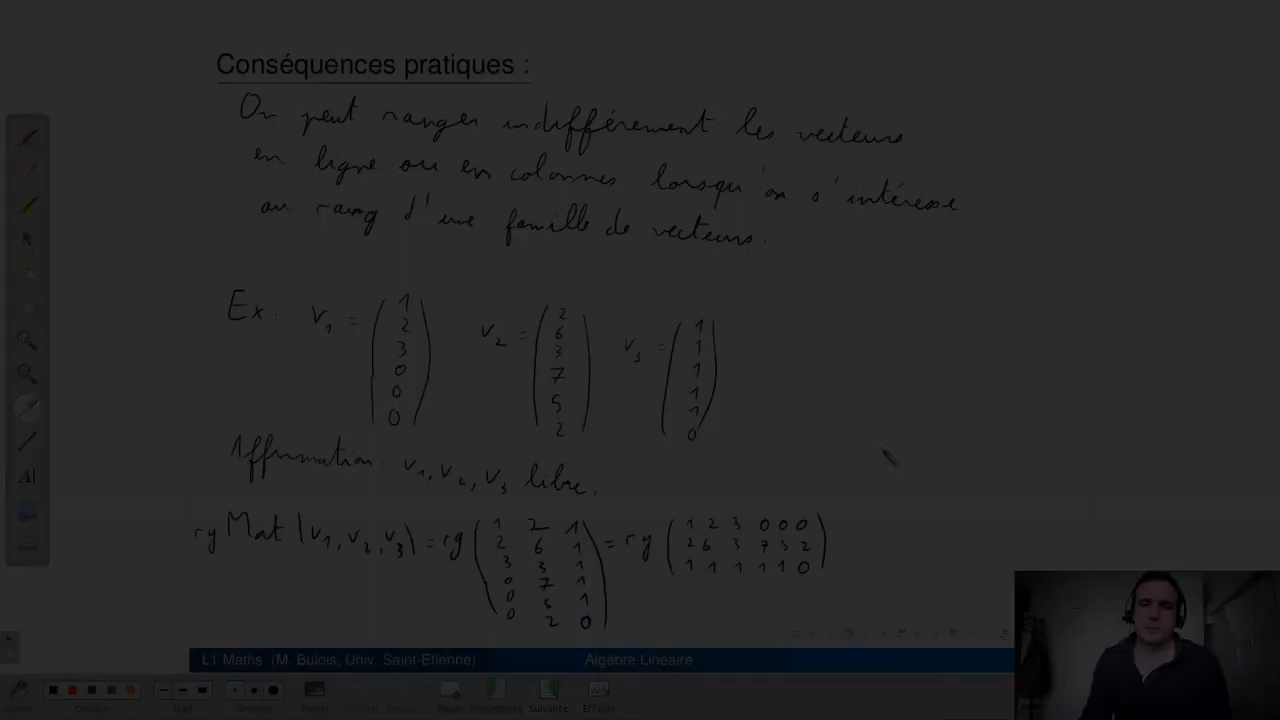 Conséquences pratiques :
On peut ranger indifférement les vecteurs
en ligne ou en colonnes lorsqu'on s'intéresse
au rang d'une famille de vecteurs.
Ex : V₁ = (1 2 3 0 0 0) V₂ = (2 6 3 7 5 2) V₃ = (1 1 1 1 1 0)
Affirmation : V₁, V₂, V₃ libre.
rg Mat (V₁, V₂, V₃) = rg (1 2 1
2 6 1
3 3 1
0 7 1
0 5 1
0 2 0) = rg (1 2 3 0 0 0
2 6 3 7 5 2
1 1 1 1 1 0)
L1 Maths (M. Bulois, Univ. Saint-Etienne) Algèbre Linéaire
Suivante